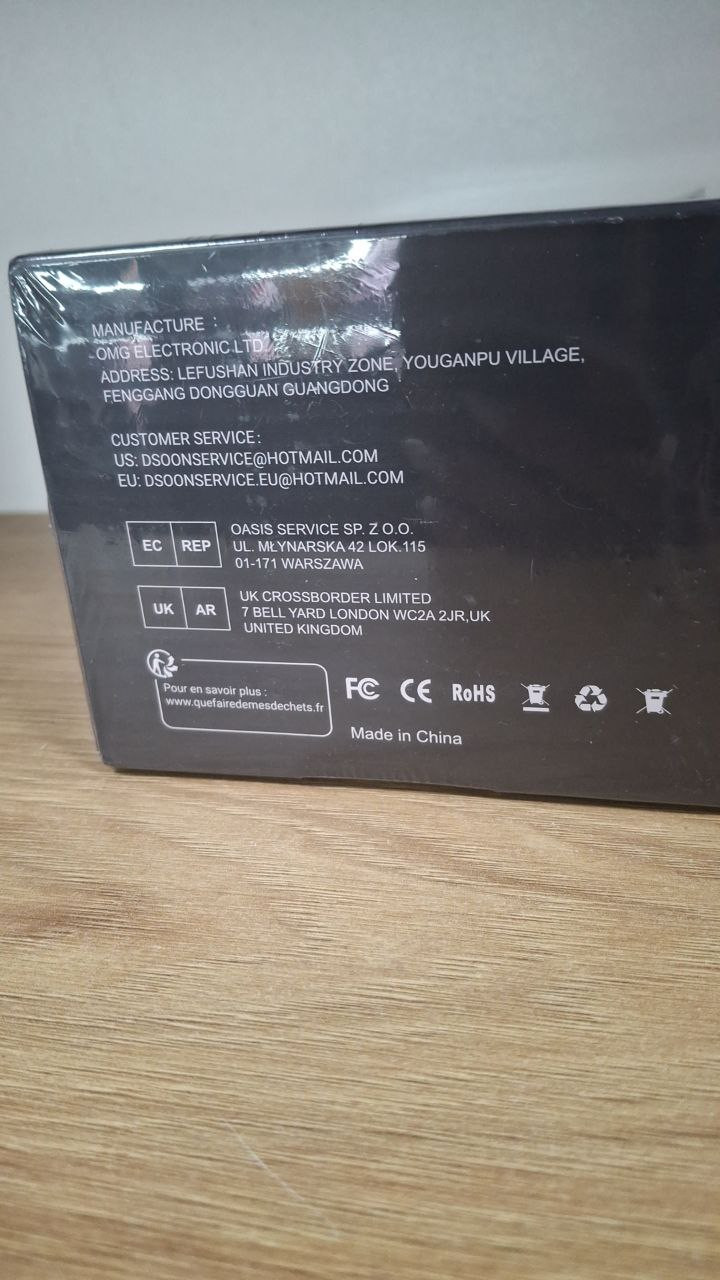 MANUFACTURE :
OMG ELECTRONIC LTD
ADDRESS: LEFUSHAN INDUSTRY ZONE, YOUGANPU VILLAGE,
FENGGANG DONGGUAN GUANGDONG
CUSTOMER SERVICE:
US: DSOONSERVICE@HOTMAIL.COM
EU: DSOONSERVICE.EU@HOTMAIL.COM
EC REP
OASIS SERVICE SP. Z O.O.
UL. MŁYNARSKA 42 LOK.115
01-171 WARSZAWA
UK AR
UK CROSSBORDER LIMITED
7 BELL YARD LONDON WC2A 2JR,UK
UNITED KINGDOM
Pour en savoir plus :
www.quefairedemesdechets.fr
FC CE RoHS
Made in China